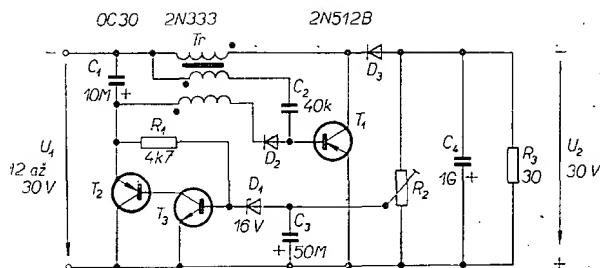 OC30 2N333 2N512B
Tr
− −
C1
10M +
C2
40k
D3
T1
R1
4k7
D2
U1
12 až
30 V
C4
1G +
R3
30
U2
30 V
T2
T3
D1
16 V
R2
C3
+ 50M
+ +